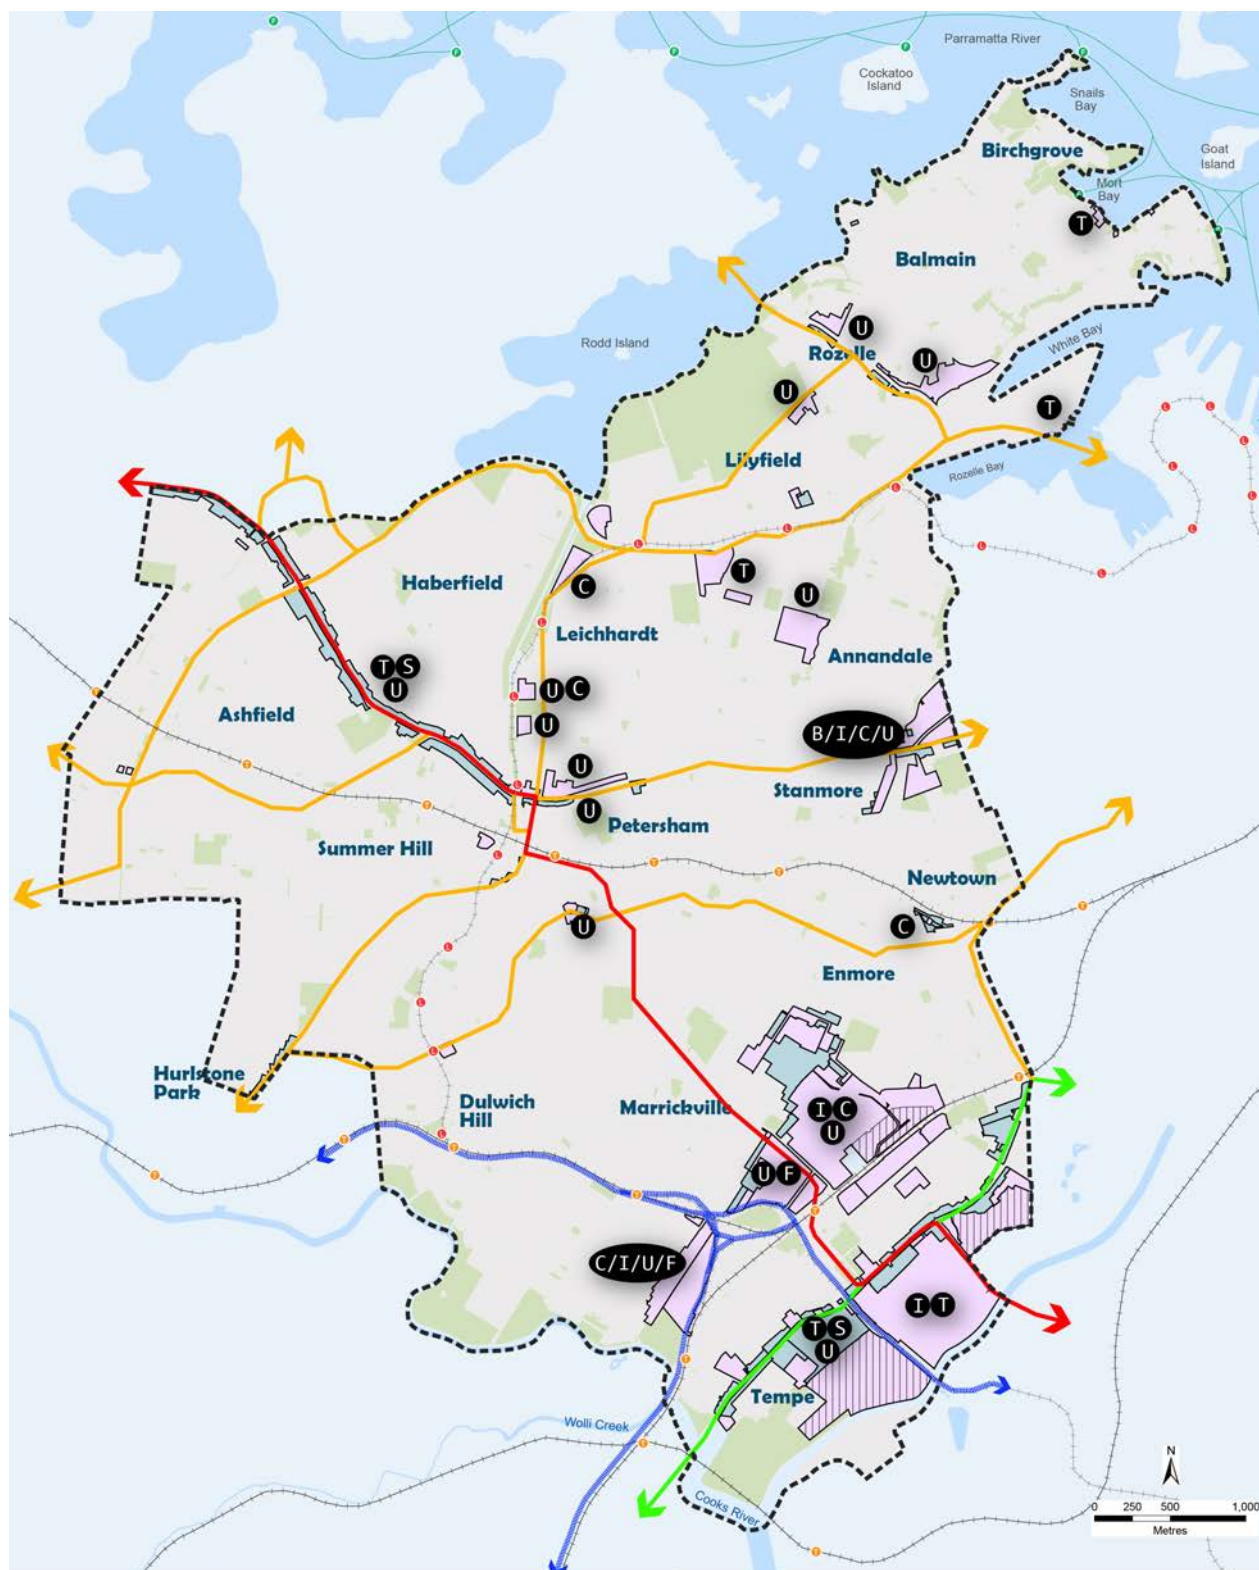 Parramatta River
Cockatoo
Island
Snails
Bay
Birchgrove
Goat
Island
Mort
Bay
T
Balmain
White Bay
Rodd Island
U
Rozelle
U
U
T
Lilyfield
Rozelle Bay
Haberfield
C
T
U
Leichhardt
Annandale
T S
U
U C
Ashfield
U
B/I/C/U
U
Stanmore
U
Petersham
Summer Hill
Newtown
U
C
Enmore
Hurlstone
Park
Dulwich
Hill
Marrickville
I C
U
U F
C/I/U/F
I T
T S
U
Tempe
Wolli Creek
Cooks River
N
0 250 500 1,000
Metres